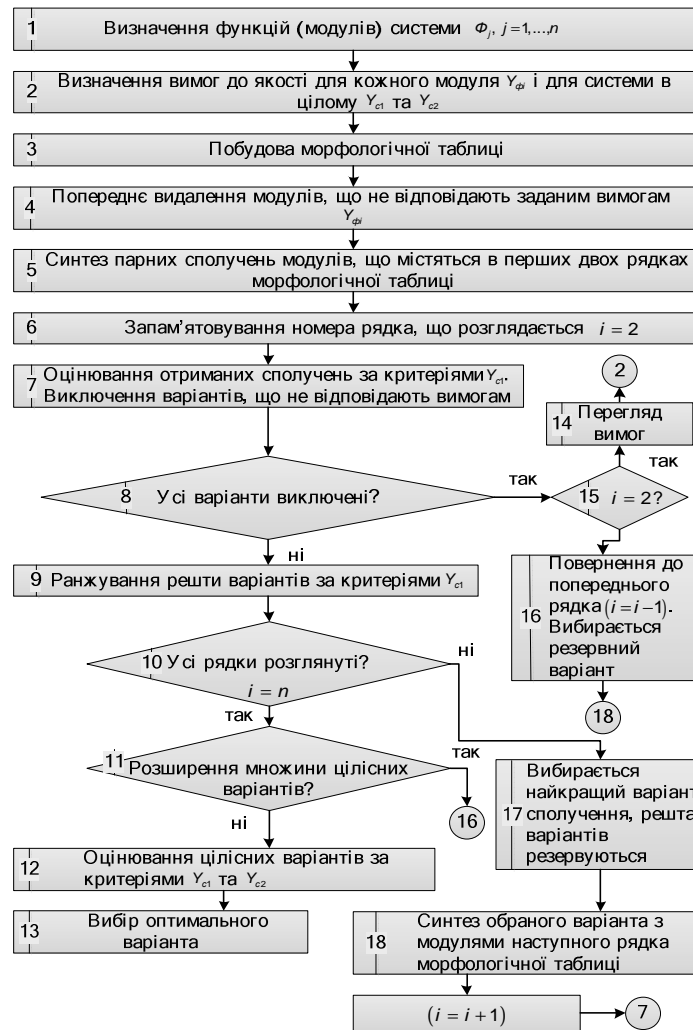 1
Визначення функцій (модулів) системи Φj, j=1,...,n
2
Визначення вимог до якості для кожного модуля Yφi і для системи в
цілому Yc1 та Yc2
3
Побудова морфологічної таблиці
4
Попереднє видалення модулів, що не відповідають заданим вимогам
Yφi
5
Синтез парних сполучень модулів, що містяться в перших двох рядках
морфологічної таблиці
6
Запам'ятовування номера рядка, що розглядається i = 2
7
Оцінювання отриманих сполучень за критеріями Yc1.
Виключення варіантів, що не відповідають вимогам
2
14
Перегляд
вимог
так
8
Усі варіанти виключені?
так
15
i = 2?
ні
ні
9
Ранжування решти варіантів за критеріями Yc1
16
Повернення до
попереднього
рядка (i = i−1).
Вибирається
резервний
варіант
18
10
Усі рядки розглянуті?
i = n
ні
так
11
Розширення множини цілісних
варіантів?
так
16
ні
17
Вибирається
найкращий варіант
сполучення, решта
варіантів
резервуються
12
Оцінювання цілісних варіантів за
критеріями Yc1 та Yc2
13
Вибір оптимального
варіанта
18
Синтез обраного варіанта з
модулями наступного рядка
морфологічної таблиці
(i = i + 1)
7